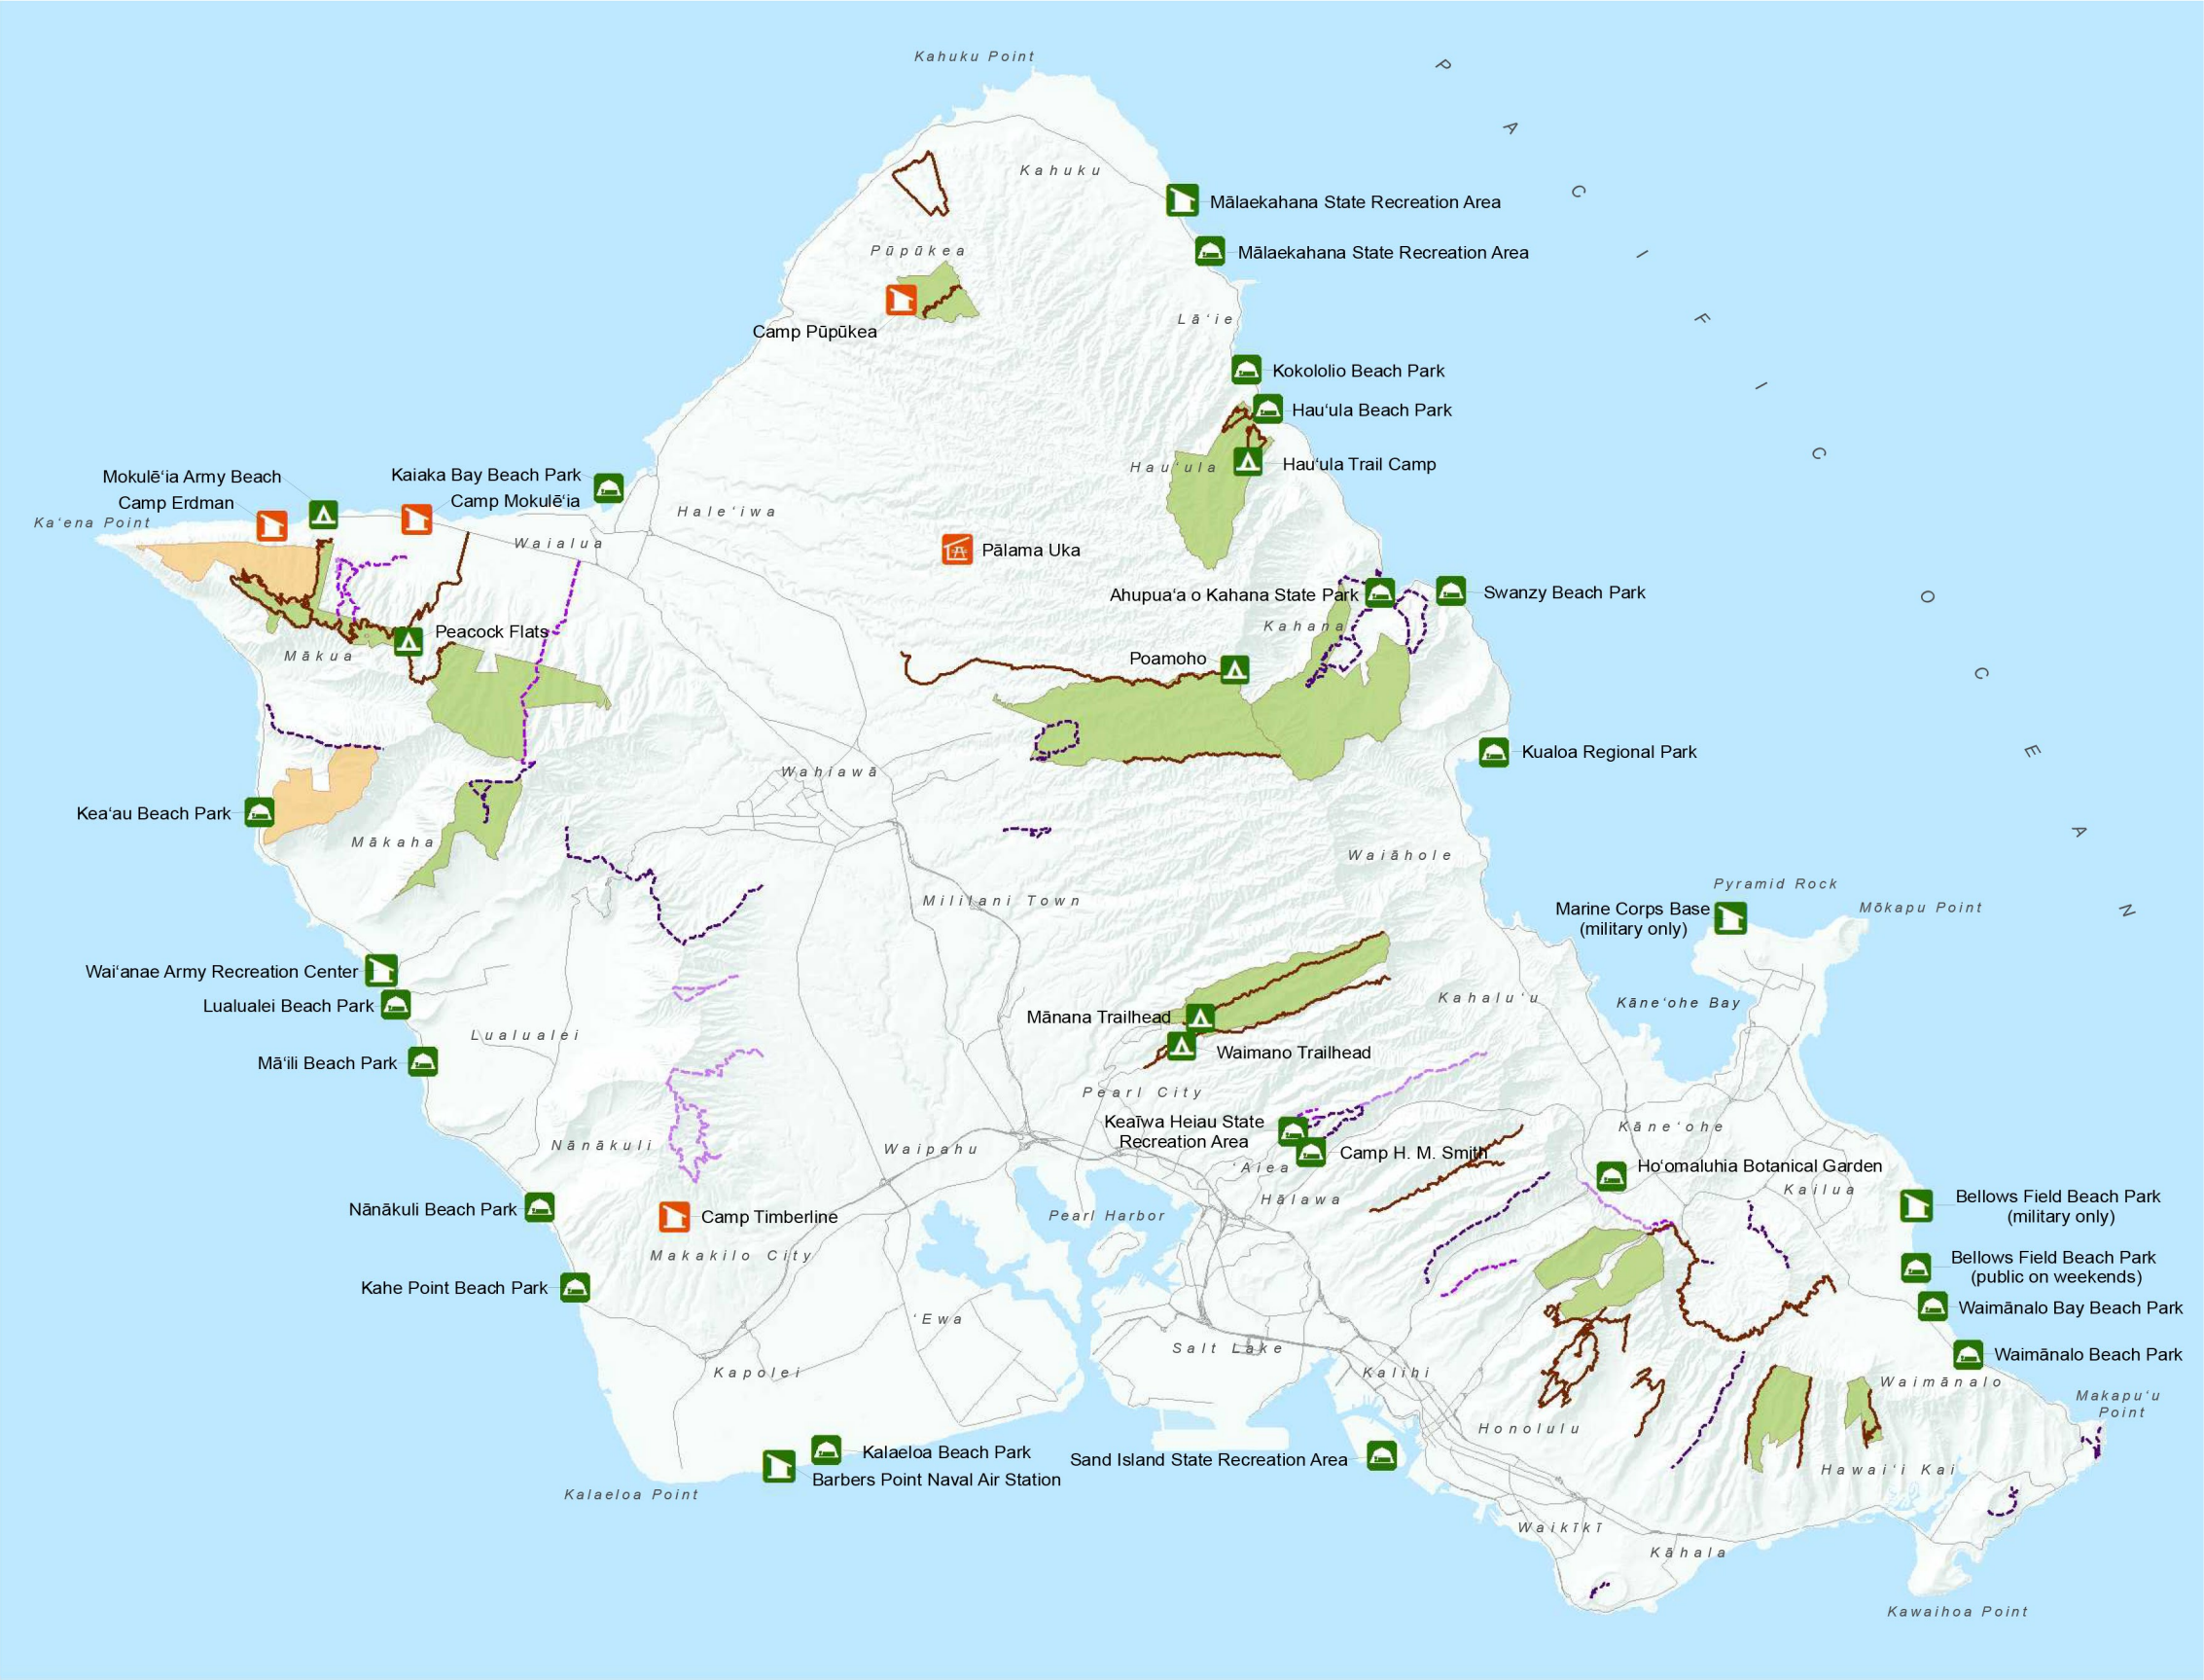 Kahuku Point
PACIFIC OCEAN
Kahuku
Mālaekahana State Recreation Area
Pūpūkea
Mālaekahana State Recreation Area
Camp Pūpūkea
Lāʻie
Kokololio Beach Park
Hauʻula Beach Park
Hauʻula
Hauʻula Trail Camp
Mokulēʻia Army Beach
Camp Erdman
Kaʻena Point
Kaiaka Bay Beach Park
Camp Mokulēʻia
Haleʻiwa
Waialua
Pālama Uka
Ahupuaʻa o Kahana State Park
Swanzy Beach Park
Kahana
Peacock Flats
Mākua
Poamoho
Kualoa Regional Park
Wahiawā
Keaʻau Beach Park
Mākaha
Waiāhole
Mililani Town
Pyramid Rock
Marine Corps Base
(military only)
Mōkapu Point
Waiʻanae Army Recreation Center
Lualualei Beach Park
Kahaluʻu
Kāneʻohe Bay
Mānana Trailhead
Lualualei
Waimano Trailhead
Māʻili Beach Park
Pearl City
Keaīwa Heiau State
Recreation Area
Kāneʻohe
Nānākuli
Waipahu
Camp H. M. Smith
ʻAiea
Hoʻomaluhia Botanical Garden
Kailua
Hālawa
Bellows Field Beach Park
(military only)
Nānākuli Beach Park
Camp Timberline
Pearl Harbor
Makakilo City
Bellows Field Beach Park
(public on weekends)
Kahe Point Beach Park
Waimānalo Bay Beach Park
ʻEwa
Salt Lake
Waimānalo Beach Park
Kapolei
Kalihi
Waimānalo
Makapuʻu
Point
Honolulu
Kalaeloa Beach Park
Sand Island State Recreation Area
Hawaiʻi Kai
Barbers Point Naval Air Station
Kalaeloa Point
Waikīkī
Kāhala
Kawaihoa Point